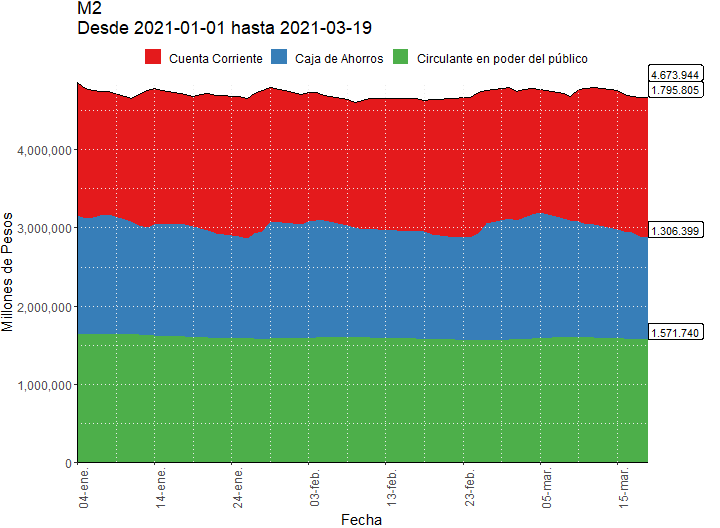 M2
Desde 2021-01-01 hasta 2021-03-19
Cuenta Corriente Caja de Ahorros Circulante en poder del público
4.673.944
1.795.805
4,000,000
3,000,000
1.306.399
2,000,000
1.571.740
1,000,000
0
Millones de Pesos
04-ene. 14-ene. 24-ene. 03-feb. 13-feb. 23-feb. 05-mar. 15-mar.
Fecha